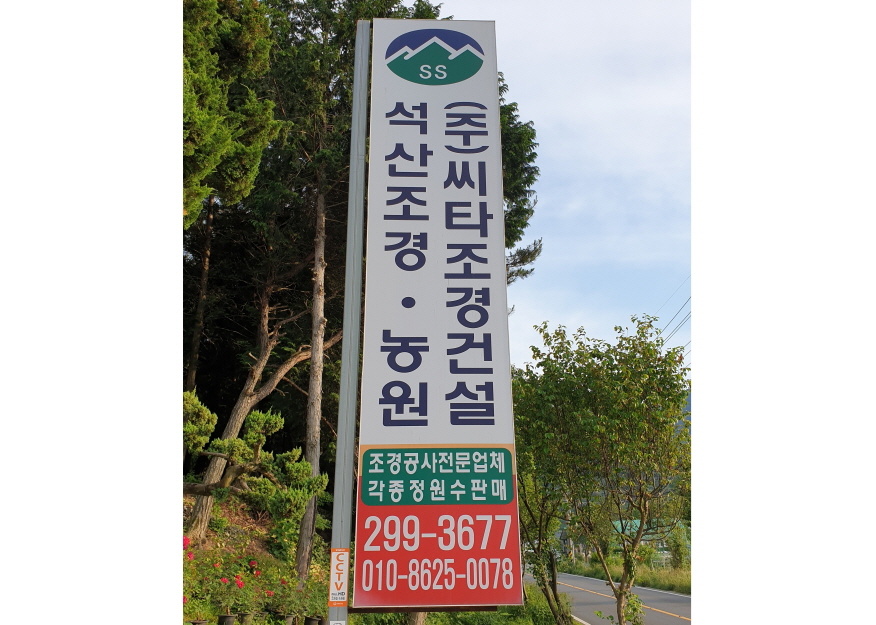 SS
(주)씨타조경건설
석산조경·농원
조경공사전문업체
각종정원수판매
299-3677
010-8625-0078
CCTV